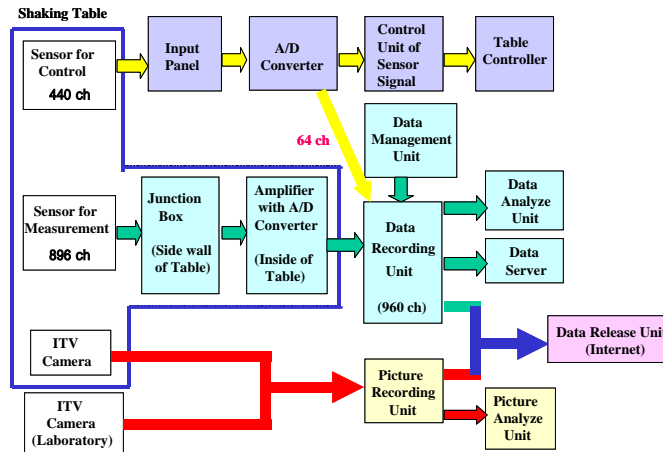 Shaking Table
Sensor for
Control
440 ch
Input
Panel
A/D
Converter
Control
Unit of
Sensor
Signal
Table
Controller
64 ch
Data
Management
Unit
Sensor for
Measurement
896 ch
Junction
Box
(Side wall
of Table)
Amplifier
with A/D
Converter
(Inside of
Table)
Data
Recording
Unit
(960 ch)
Data
Analyze
Unit
Data
Server
ITV
Camera
Data Release Unit
(Internet)
ITV
Camera
(Laboratory)
Picture
Recording
Unit
Picture
Analyze
Unit